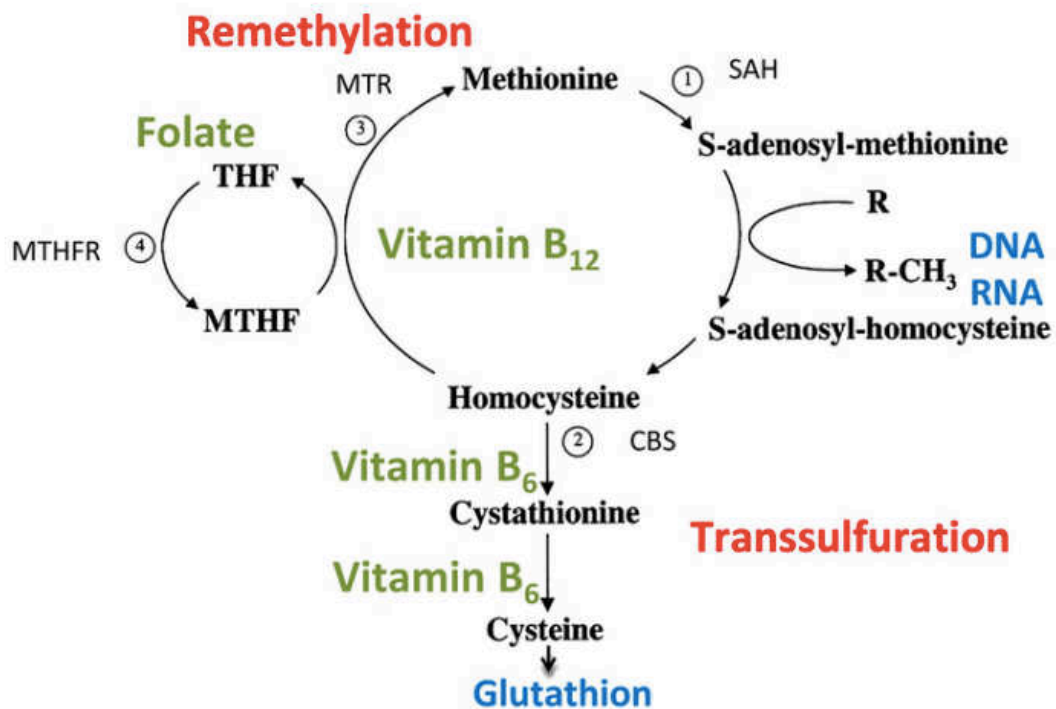 Remethylation
MTR
③
Methionine
① SAH
Folate
THF
S-adenosyl-methionine
MTHFR ④
Vitamin B12
R
R-CH3
DNA
RNA
MTHF
S-adenosyl-homocysteine
Homocysteine
② CBS
Vitamin B6
Cystathionine
Transsulfuration
Vitamin B6
Cysteine
Glutathion